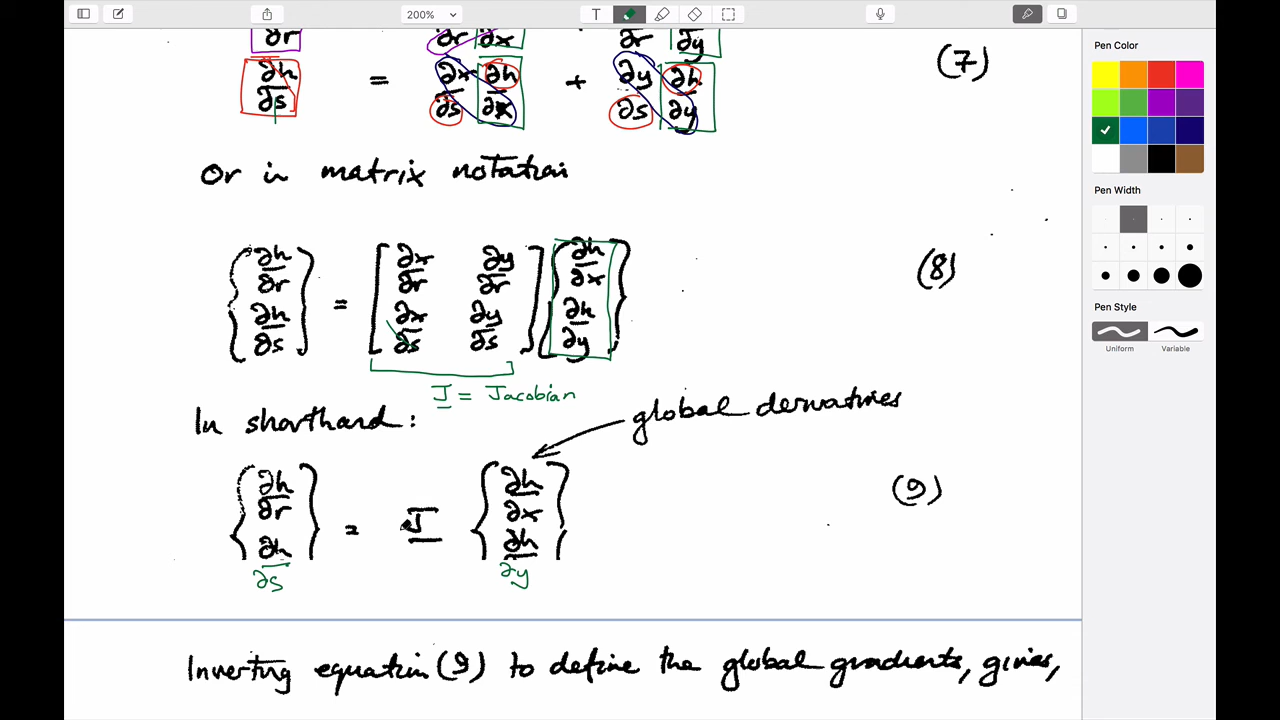 200%
Pen Color
∂r ∂r ∂x ∂r ∂y
∂h/∂s = ∂x/∂s ∂h/∂x + ∂y/∂s ∂h/∂y (7)
Or in matrix notation
Pen Width
{∂h/∂r ∂h/∂s} = [∂x/∂r ∂y/∂r ∂x/∂s ∂y/∂s] {∂h/∂x ∂h/∂y} (8)
Pen Style
Uniform Variable
J = Jacobian
In shorthand: global derivatives
{∂h/∂r ∂h/∂s} = J {∂h/∂x ∂h/∂y} (9)
Inverting equation (9) to define the global gradients, gives,